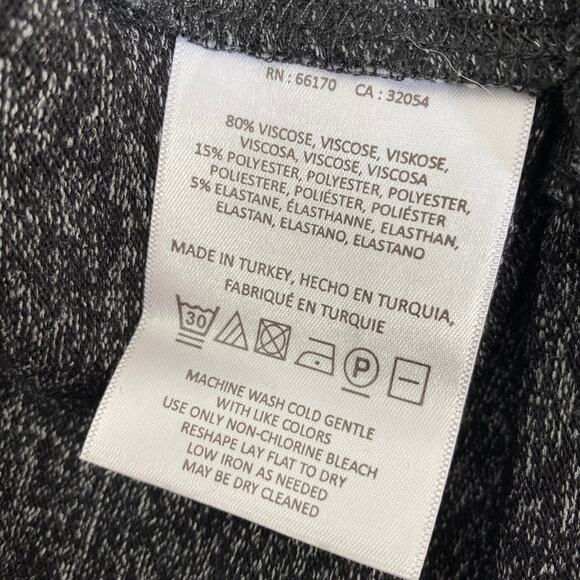 RN : 66170 CA : 32054
80% VISCOSE, VISCOSE, VISKOSE,
VISCOSA, VISCOSE, VISCOSA
15% POLYESTER, POLYESTER, POLYESTER,
POLIESTERE, POLIÉSTER, POLIÉSTER
5% ELASTANE, ÉLASTHANNE, ELASTHAN,
ELASTAN, ELASTANO, ELASTANO
MADE IN TURKEY, HECHO EN TURQUIA,
FABRIQUÉ EN TURQUIE
30 P
MACHINE WASH COLD GENTLE
WITH LIKE COLORS
USE ONLY NON-CHLORINE BLEACH
RESHAPE LAY FLAT TO DRY
LOW IRON AS NEEDED
MAY BE DRY CLEANED